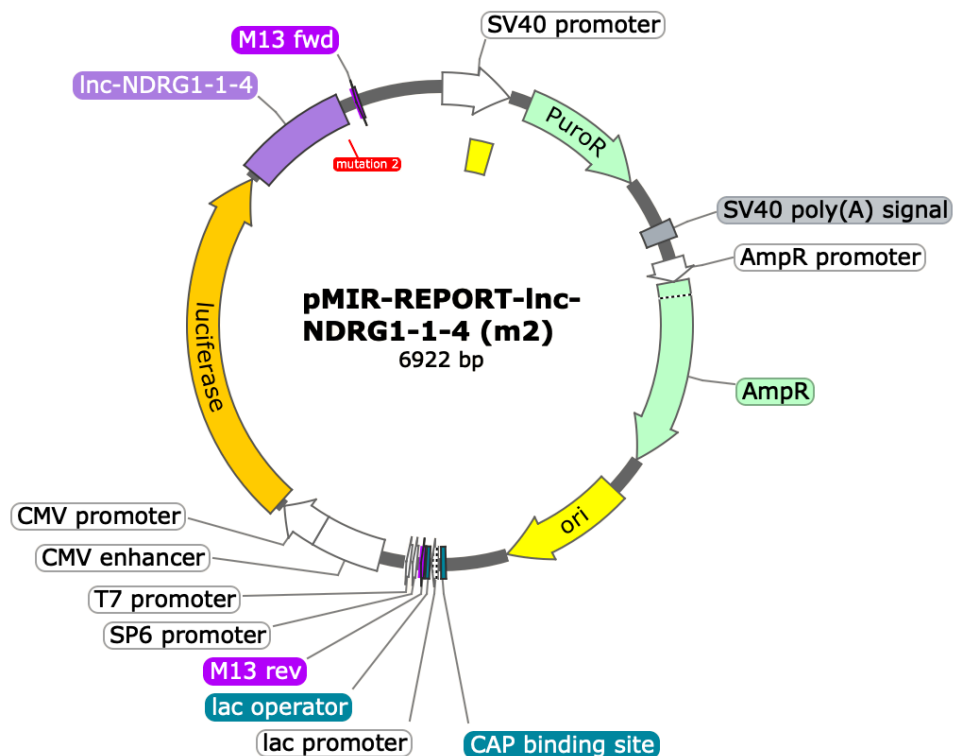 SV40 promoter
M13 fwd
lnc-NDRG1-1-4
PuroR
mutation 2
SV40 poly(A) signal
AmpR promoter
pMIR-REPORT-lnc-
NDRG1-1-4 (m2)
6922 bp
luciferase
AmpR
ori
CMV promoter
CMV enhancer
T7 promoter
SP6 promoter
M13 rev
lac operator
lac promoter
CAP binding site